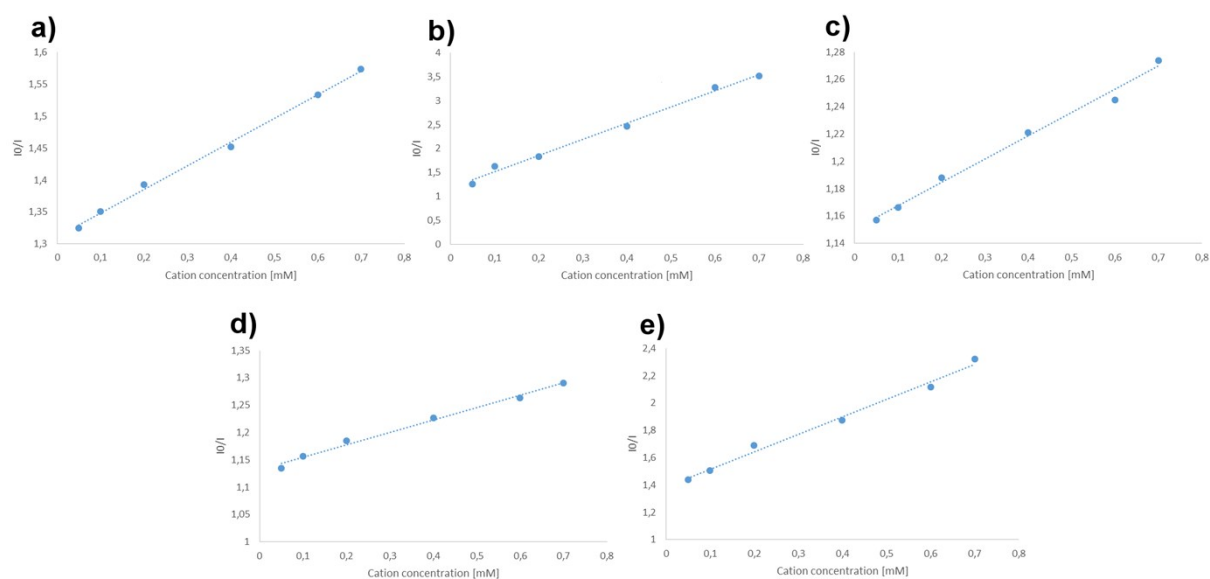 a)
1,6
1,55
1,5
1,45
1,4
1,35
1,3
I0/I
0 0,1 0,2 0,3 0,4 0,5 0,6 0,7 0,8
Cation concentration [mM]
b)
4
3,5
3
2,5
2
1,5
1
0,5
0
I0/I
0 0,1 0,2 0,3 0,4 0,5 0,6 0,7 0,8
Cation concentration [mM]
c)
1,28
1,26
1,24
1,22
1,2
1,18
1,16
1,14
I0/I
0 0,1 0,2 0,3 0,4 0,5 0,6 0,7 0,8
Cation concentration [mM]
d)
1,35
1,3
1,25
1,2
1,15
1,1
1,05
1
I0/I
0 0,1 0,2 0,3 0,4 0,5 0,6 0,7 0,8
Cation concentration [mM]
e)
2,4
2,2
2
1,8
1,6
1,4
1,2
1
I0/I
0 0,1 0,2 0,3 0,4 0,5 0,6 0,7 0,8
Cation concentration [mM]